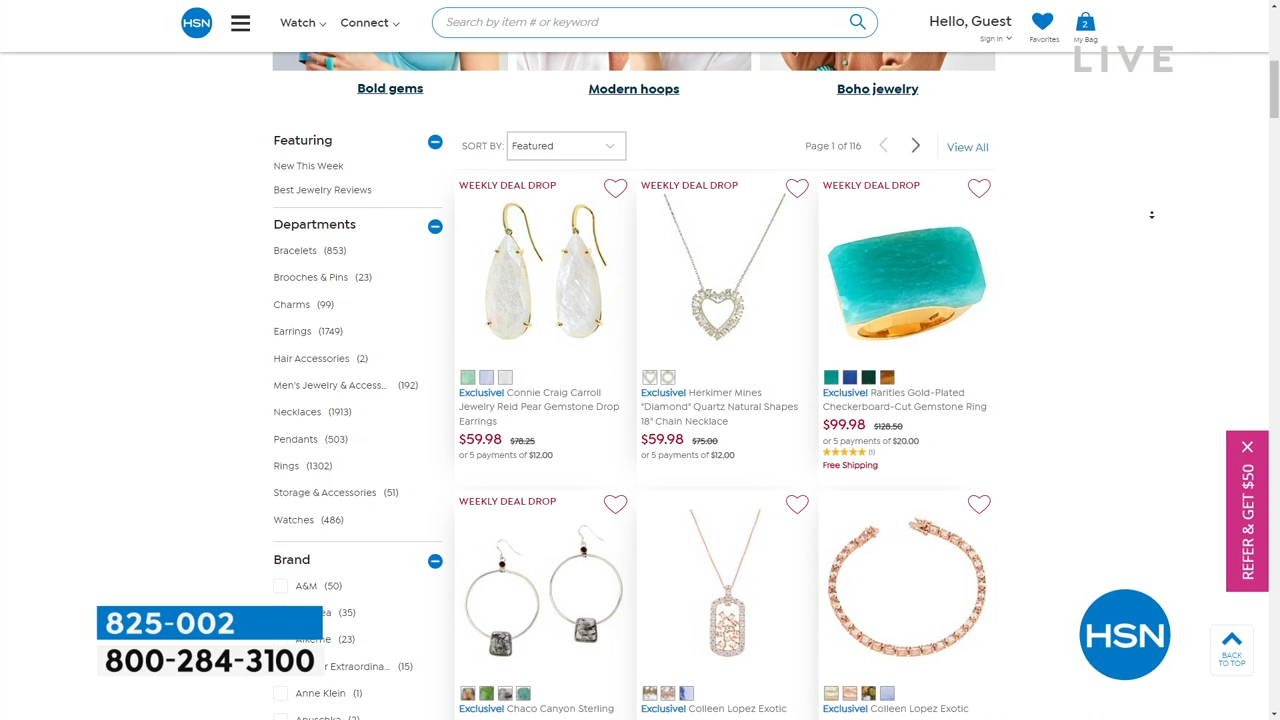 HSN
Watch
Connect
Search by item # or keyword
Hello, Guest
Sign In
Favorites
2
My Bag
LIVE
Bold gems
Modern hoops
Boho jewelry
Featuring
New This Week
Best Jewelry Reviews
Departments
Bracelets (853)
Brooches & Pins (23)
Charms (99)
Earrings (1749)
Hair Accessories (2)
Men's Jewelry & Access... (192)
Necklaces (1913)
Pendants (503)
Rings (1302)
Storage & Accessories (51)
Watches (486)
Brand
A&M (50)
(35)
(23)
Extraordina... (15)
Anne Klein (1)
SORT BY: Featured
Page 1 of 116
View All
WEEKLY DEAL DROP
Exclusive! Connie Craig Carroll
Jewelry Reid Pear Gemstone Drop
Earrings
$59.98 $78.25
or 5 payments of $12.00
WEEKLY DEAL DROP
Exclusive! Herkimer Mines
"Diamond" Quartz Natural Shapes
18" Chain Necklace
$59.98 $75.00
or 5 payments of $12.00
WEEKLY DEAL DROP
Exclusive! Rarities Gold-Plated
Checkerboard-Cut Gemstone Ring
$99.98 $128.50
or 5 payments of $20.00
(1)
Free Shipping
WEEKLY DEAL DROP
Exclusive! Chaco Canyon Sterling
Exclusive! Colleen Lopez Exotic
Exclusive! Colleen Lopez Exotic
REFER & GET $50
825-002
800-284-3100
HSN
BACK
TO TOP